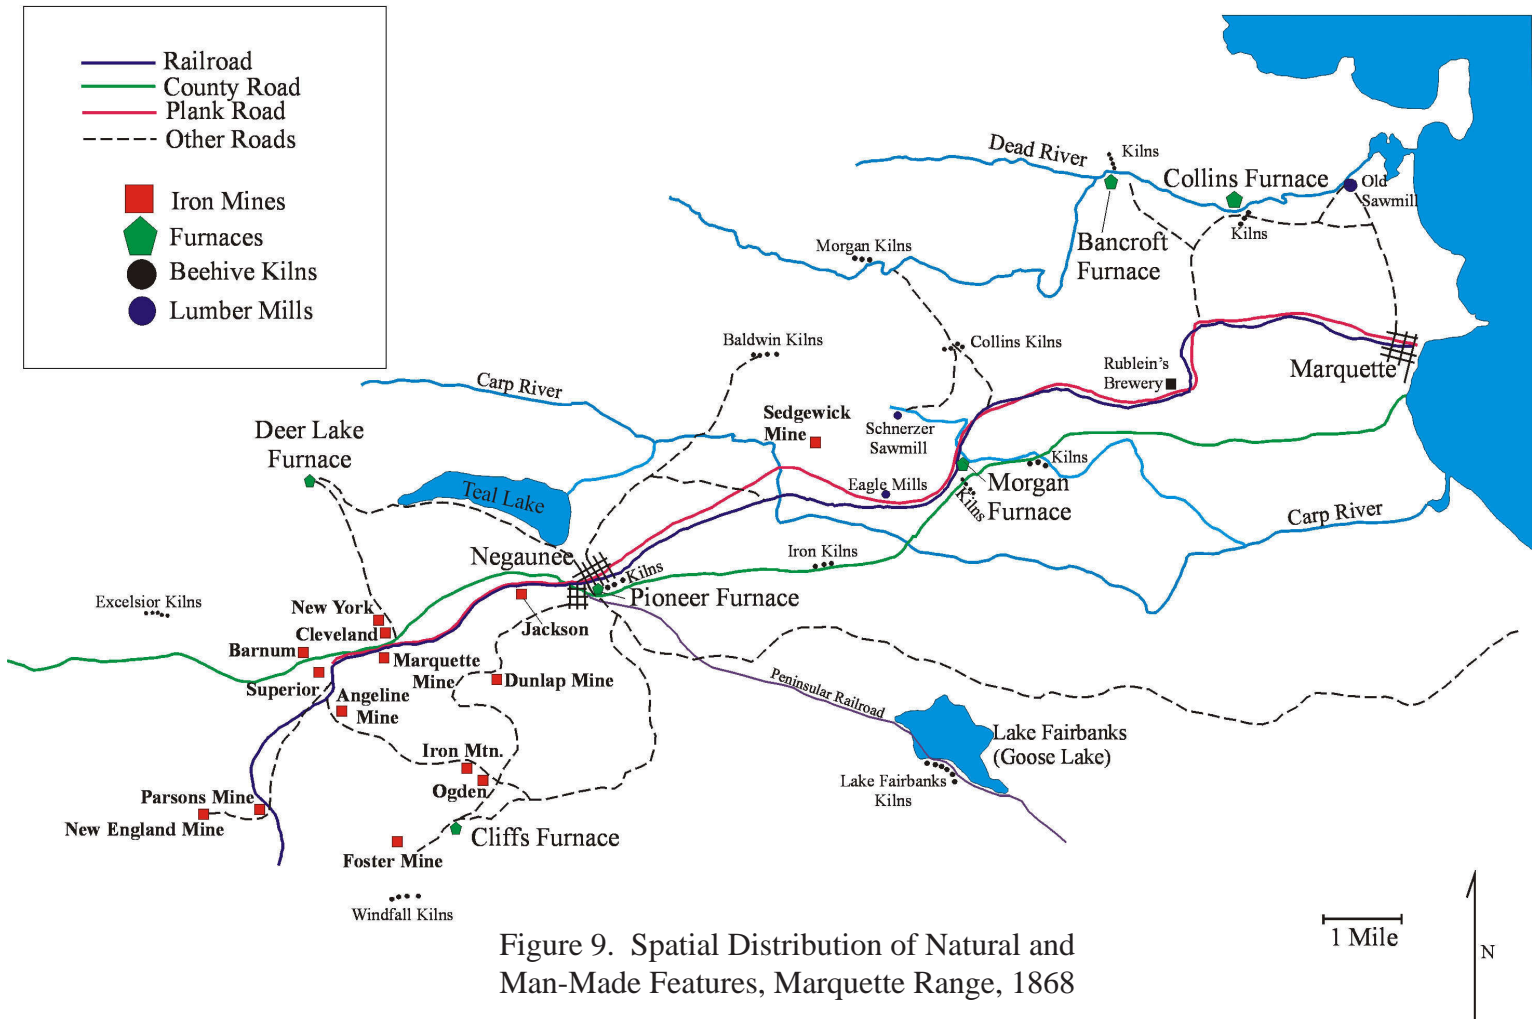 Railroad
County Road
Plank Road
Other Roads
Iron Mines
Furnaces
Beehive Kilns
Lumber Mills
Dead River
Kilns
Collins Furnace
Old
Sawmill
Kilns
Bancroft
Furnace
Morgan Kilns
Baldwin Kilns
Collins Kilns
Rublein's
Brewery
Marquette
Carp River
Sedgewick
Mine
Schnerzer
Sawmill
Deer Lake
Furnace
Teal Lake
Eagle Mills
Kilns
Morgan
Furnace
Kilns
Carp River
Negaunee
Iron Kilns
Kilns
Pioneer Furnace
Excelsior Kilns
New York
Cleveland
Jackson
Barnum
Marquette
Mine
Superior
Dunlap Mine
Angeline
Mine
Peninsular Railroad
Lake Fairbanks
(Goose Lake)
Iron Mtn.
Ogden
Lake Fairbanks
Kilns
Parsons Mine
New England Mine
Cliffs Furnace
Foster Mine
Windfall Kilns
1 Mile
N
Figure 9. Spatial Distribution of Natural and
Man-Made Features, Marquette Range, 1868